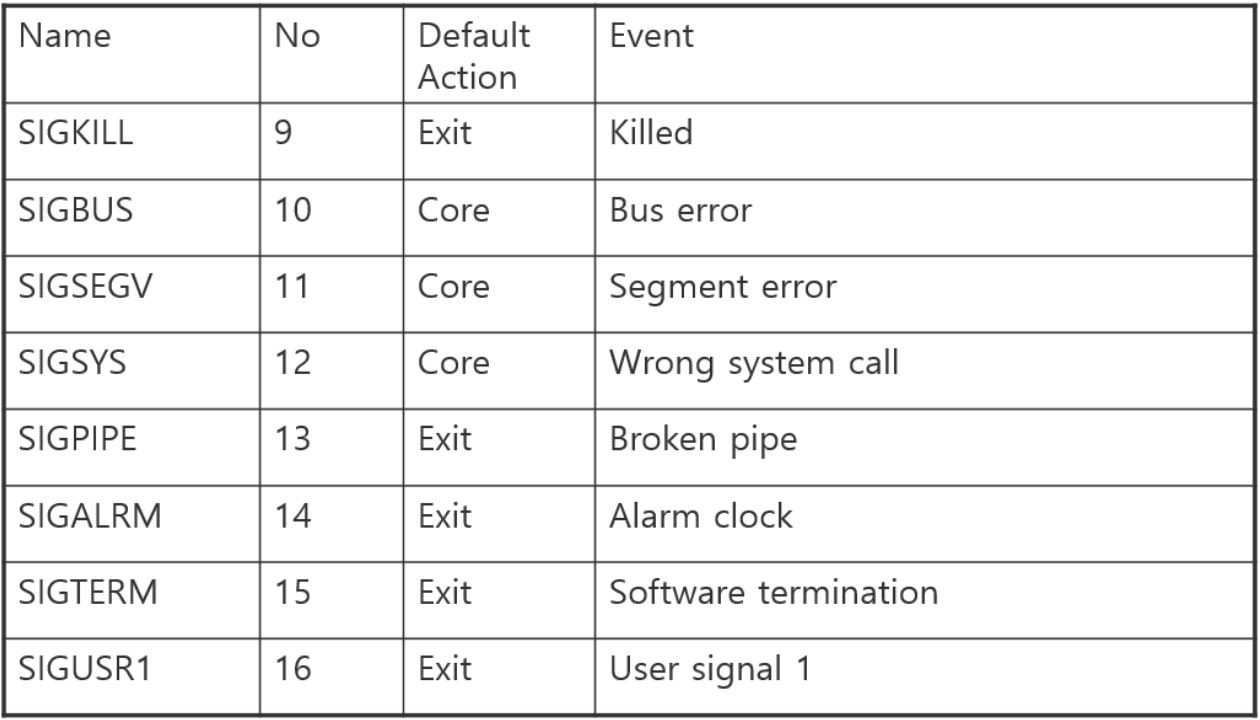 Name No Default Action Event
SIGKILL 9 Exit Killed
SIGBUS 10 Core Bus error
SIGSEGV 11 Core Segment error
SIGSYS 12 Core Wrong system call
SIGPIPE 13 Exit Broken pipe
SIGALRM 14 Exit Alarm clock
SIGTERM 15 Exit Software termination
SIGUSR1 16 Exit User signal 1